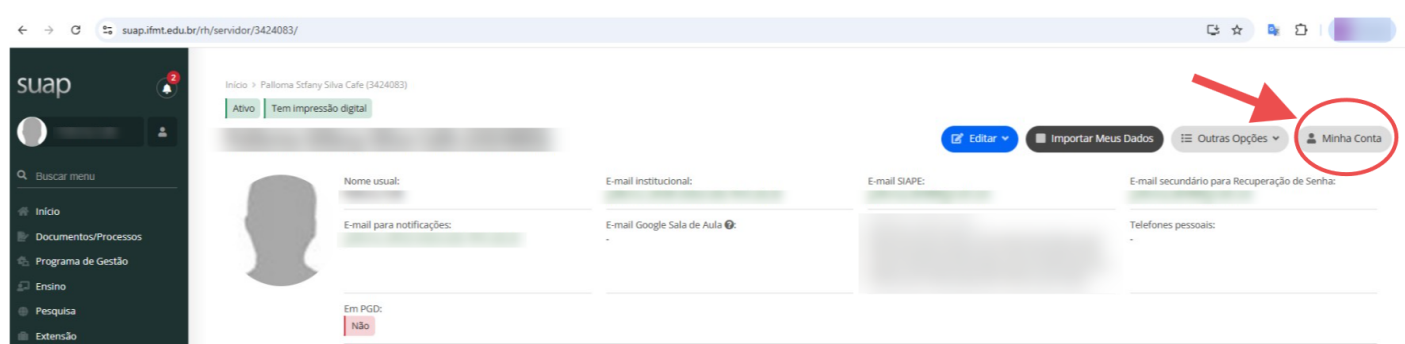 suap.ifmt.edu.br/rh/servidor/3424083/
suap
2
Início > Palloma Stfany Silva Cafe (3424083)
Ativo Tem impressão digital
Editar Importar Meus Dados Outras Opções Minha Conta
Buscar menu
Início
Documentos/Processos
Programa de Gestão
Ensino
Pesquisa
Extensão
Nome usual: E-mail institucional: E-mail SIAPE: E-mail secundário para Recuperação de Senha:
E-mail para notificações: E-mail Google Sala de Aula ?: Telefones pessoais:
- -
Em PGD:
Não